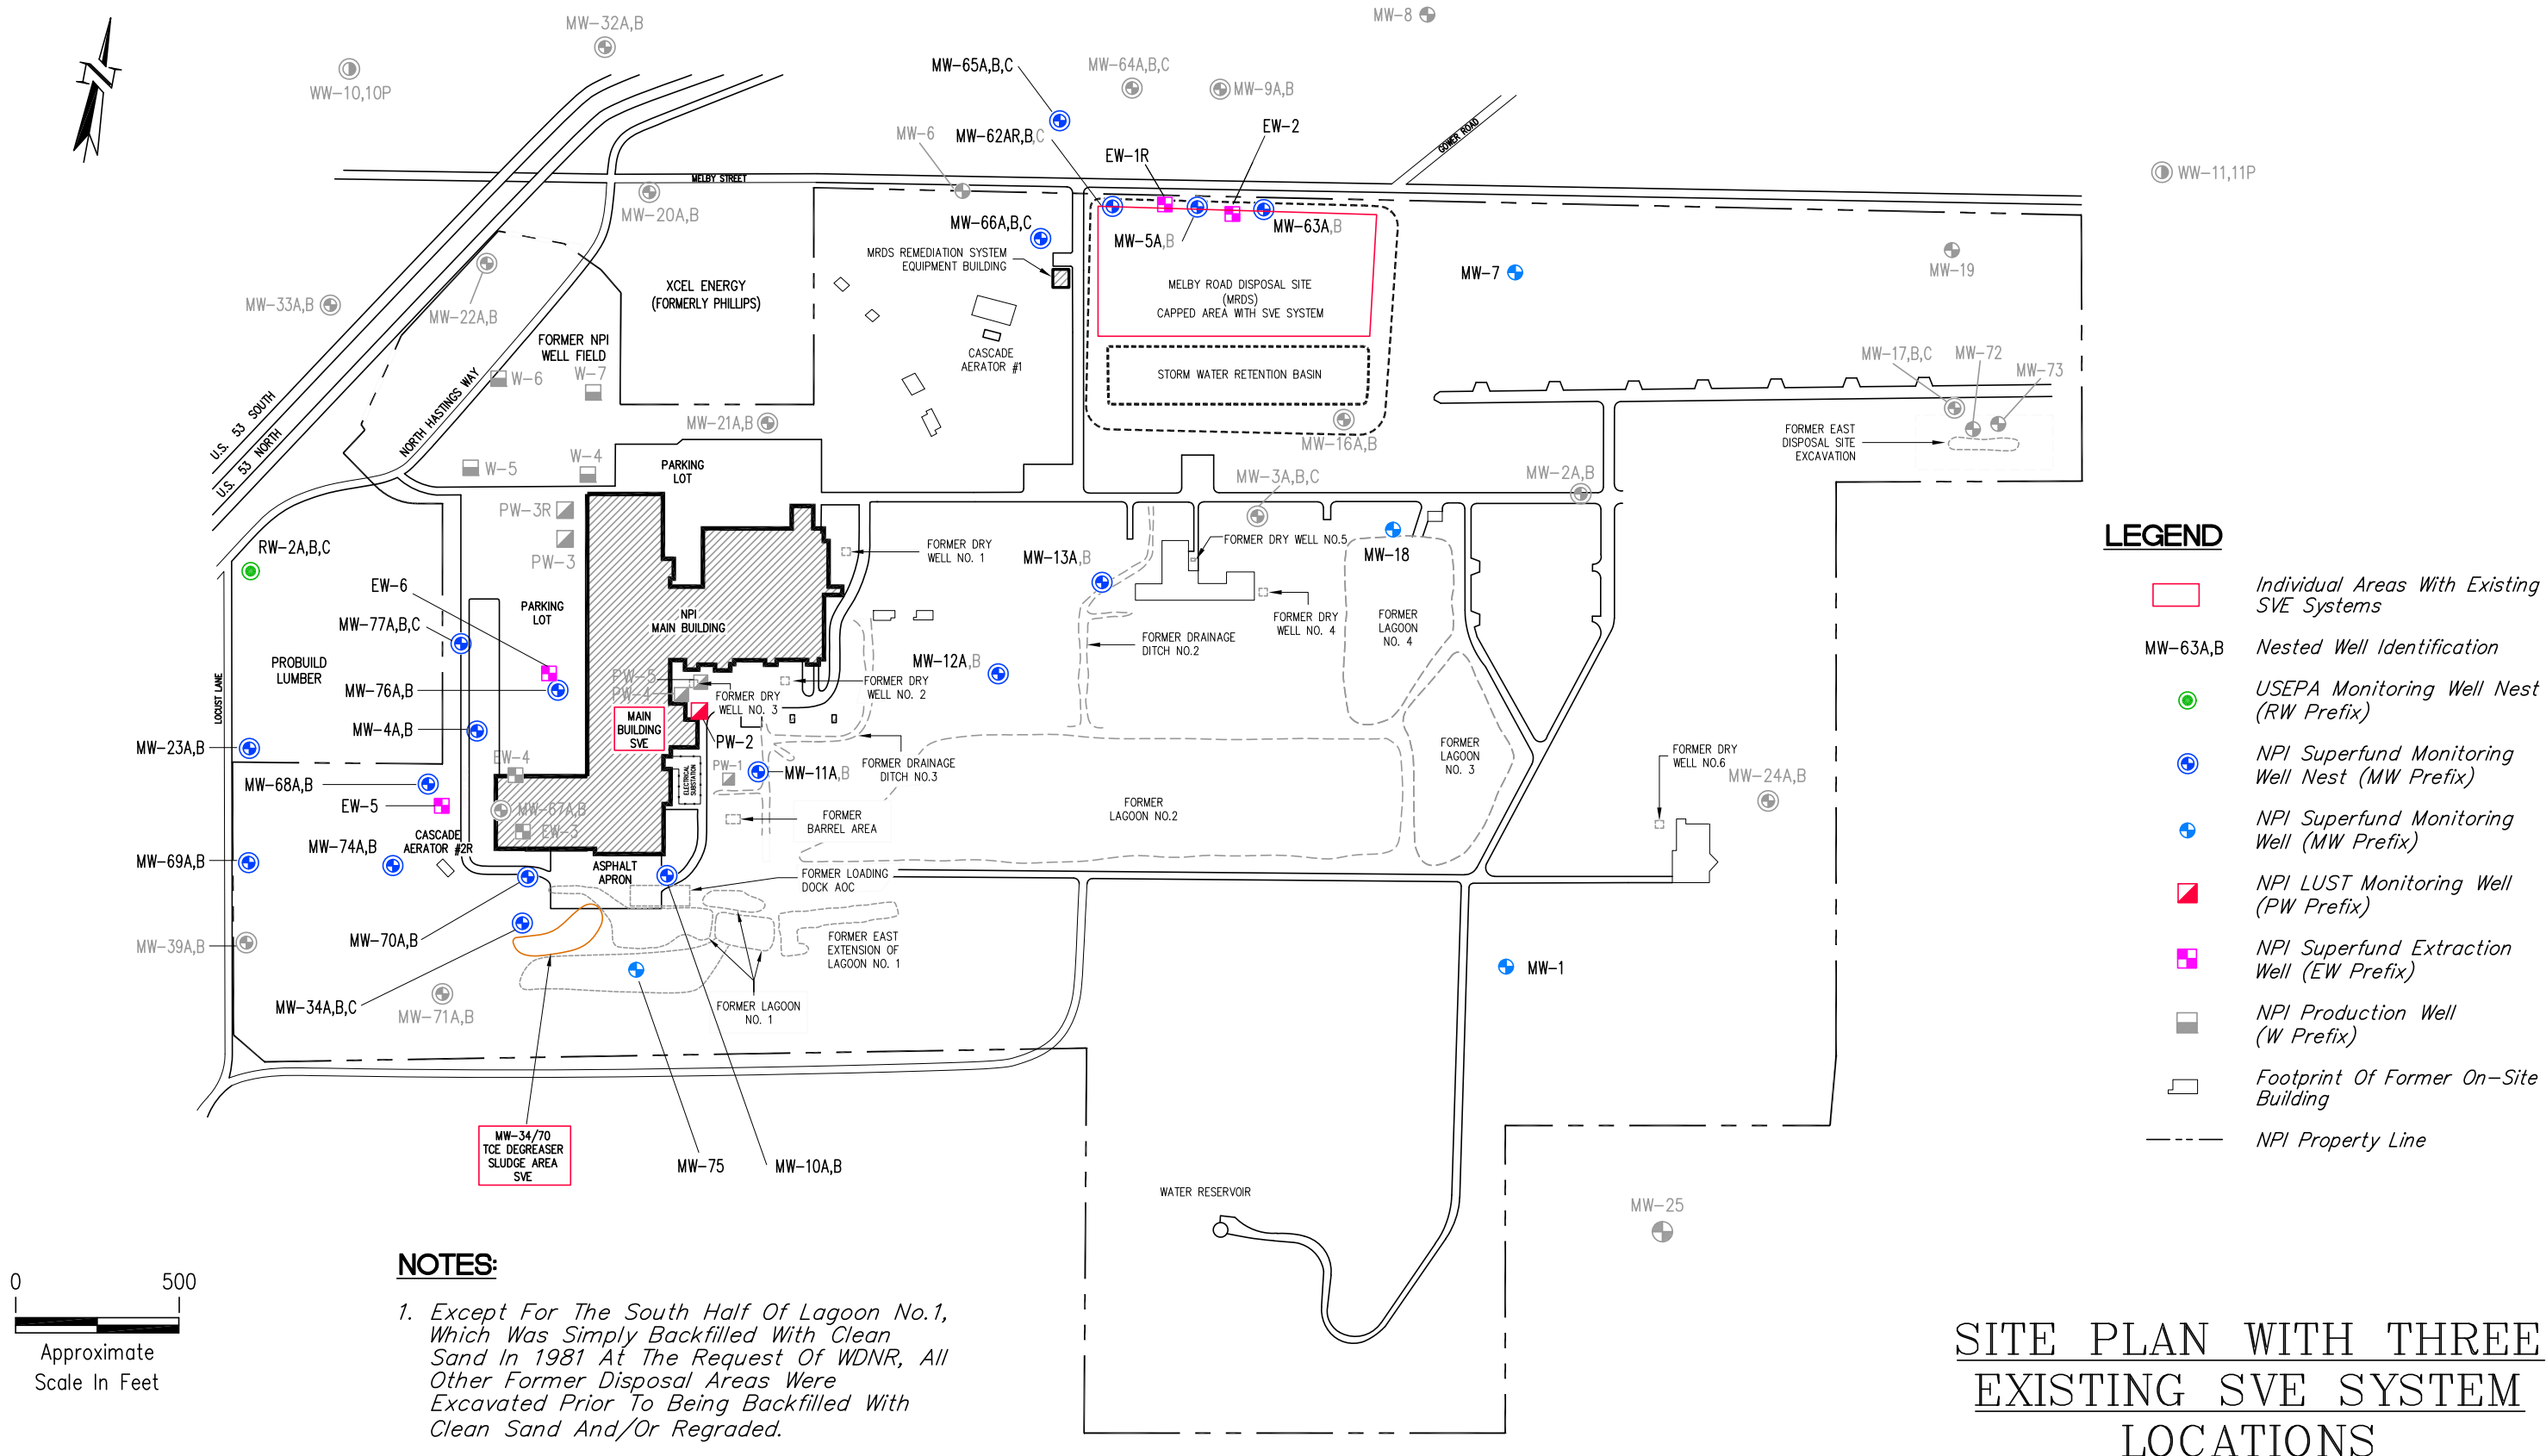 MW-32A,B
MW-8
WW-10,10P
MW-65A,B,C
MW-64A,B,C
MW-9A,B
MW-6
MW-62AR,B,C
EW-2
EW-1R
GOWER ROAD
MELBY STREET
WW-11,11P
MW-20A,B
MW-66A,B,C
MW-5A,B
MW-63A,B
MRDS REMEDIATION SYSTEM
EQUIPMENT BUILDING
MW-7
MW-19
XCEL ENERGY
(FORMERLY PHILLIPS)
MELBY ROAD DISPOSAL SITE
(MRDS)
CAPPED AREA WITH SVE SYSTEM
MW-33A,B
MW-22A,B
FORMER NPI
WELL FIELD
CASCADE
AERATOR #1
W-6
W-7
STORM WATER RETENTION BASIN
MW-17,B,C
MW-72
MW-73
U.S. 53 SOUTH
U.S. 53 NORTH
NORTH HASTINGS WAY
MW-21A,B
MW-16A,B
FORMER EAST
DISPOSAL SITE
EXCAVATION
W-5
W-4
PARKING
LOT
MW-3A,B,C
MW-2A,B
PW-3R
PW-3
RW-2A,B,C
FORMER DRY
WELL NO. 1
MW-13A,B
FORMER DRY WELL NO.5
MW-18
EW-6
MW-77A,B,C
PARKING
LOT
NPI
MAIN BUILDING
FORMER DRY
WELL NO. 4
FORMER
LAGOON
NO. 4
FORMER DRAINAGE
DITCH NO.2
PROBUILD
LUMBER
LOCUST LANE
MW-76A,B
MW-12A,B
PW-5
PW-4
FORMER DRY
WELL NO. 3
FORMER DRY
WELL NO. 2
MW-4A,B
MAIN
BUILDING
SVE
PW-2
MW-23A,B
EW-4
PW-1
MW-11A,B
FORMER DRAINAGE
DITCH NO.3
FORMER
LAGOON
NO. 3
FORMER DRY
WELL NO.6
MW-24A,B
MW-68A,B
ELECTRICAL
SUBSTATION
EW-5
MW-67A,B
EW-3
FORMER
BARREL AREA
FORMER
LAGOON NO.2
CASCADE
AERATOR #2R
MW-74A,B
MW-69A,B
ASPHALT
APRON
FORMER LOADING
DOCK AOC
MW-39A,B
MW-70A,B
FORMER EAST
EXTENSION OF
LAGOON NO. 1
MW-1
MW-34A,B,C
MW-71A,B
FORMER LAGOON
NO. 1
MW-34/70
TCE DEGREASER
SLUDGE AREA
SVE
MW-75
MW-10A,B
WATER RESERVOIR
MW-25
LEGEND
Individual Areas With Existing
SVE Systems
MW-63A,B
Nested Well Identification
USEPA Monitoring Well Nest
(RW Prefix)
NPI Superfund Monitoring
Well Nest (MW Prefix)
NPI Superfund Monitoring
Well (MW Prefix)
NPI LUST Monitoring Well
(PW Prefix)
NPI Superfund Extraction
Well (EW Prefix)
NPI Production Well
(W Prefix)
Footprint Of Former On-Site
Building
NPI Property Line
0 500
Approximate
Scale In Feet
NOTES:
1. Except For The South Half Of Lagoon No.1,
Which Was Simply Backfilled With Clean
Sand In 1981 At The Request Of WDNR, All
Other Former Disposal Areas Were
Excavated Prior To Being Backfilled With
Clean Sand And/Or Regraded.
SITE PLAN WITH THREE
EXISTING SVE SYSTEM
LOCATIONS
N